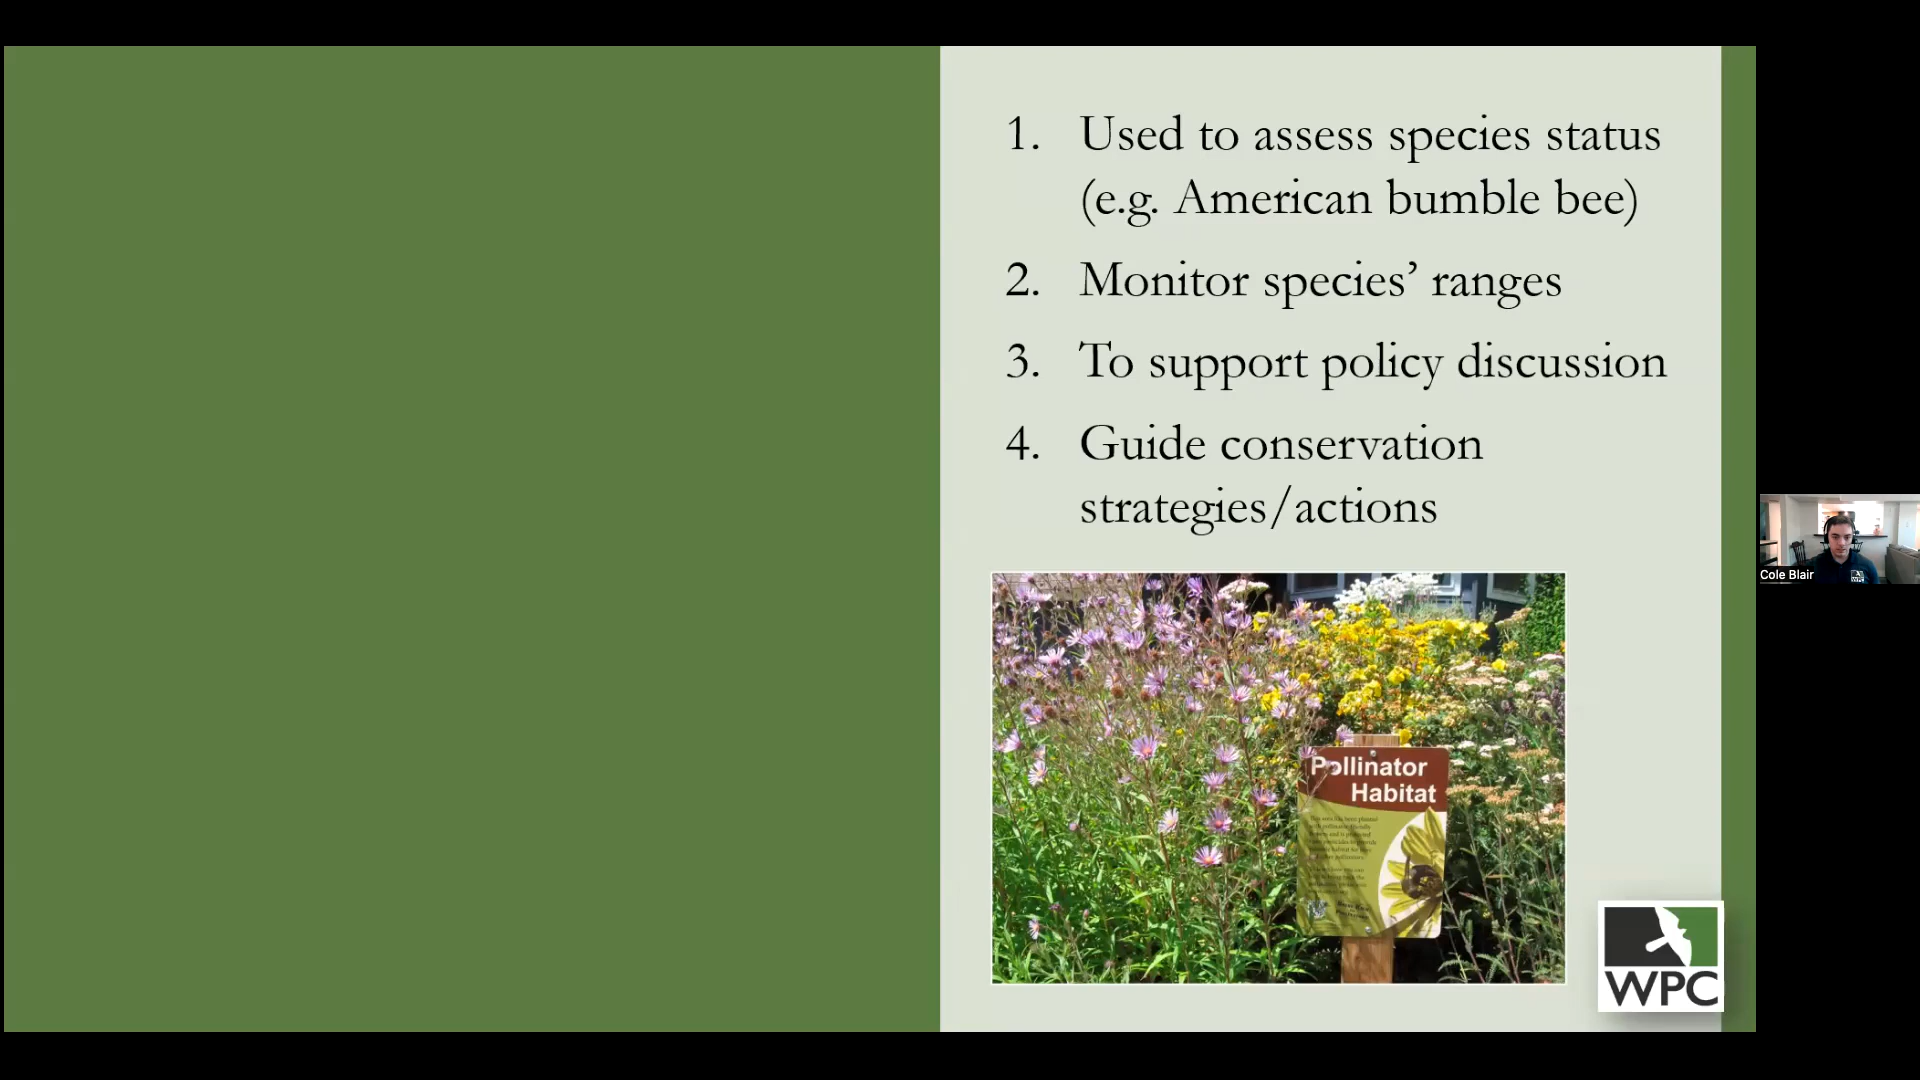 1. Used to assess species status
(e.g. American bumble bee)
2. Monitor species’ ranges
3. To support policy discussion
4. Guide conservation
strategies/actions
Pollinator
Habitat
WPC
Cole Blair